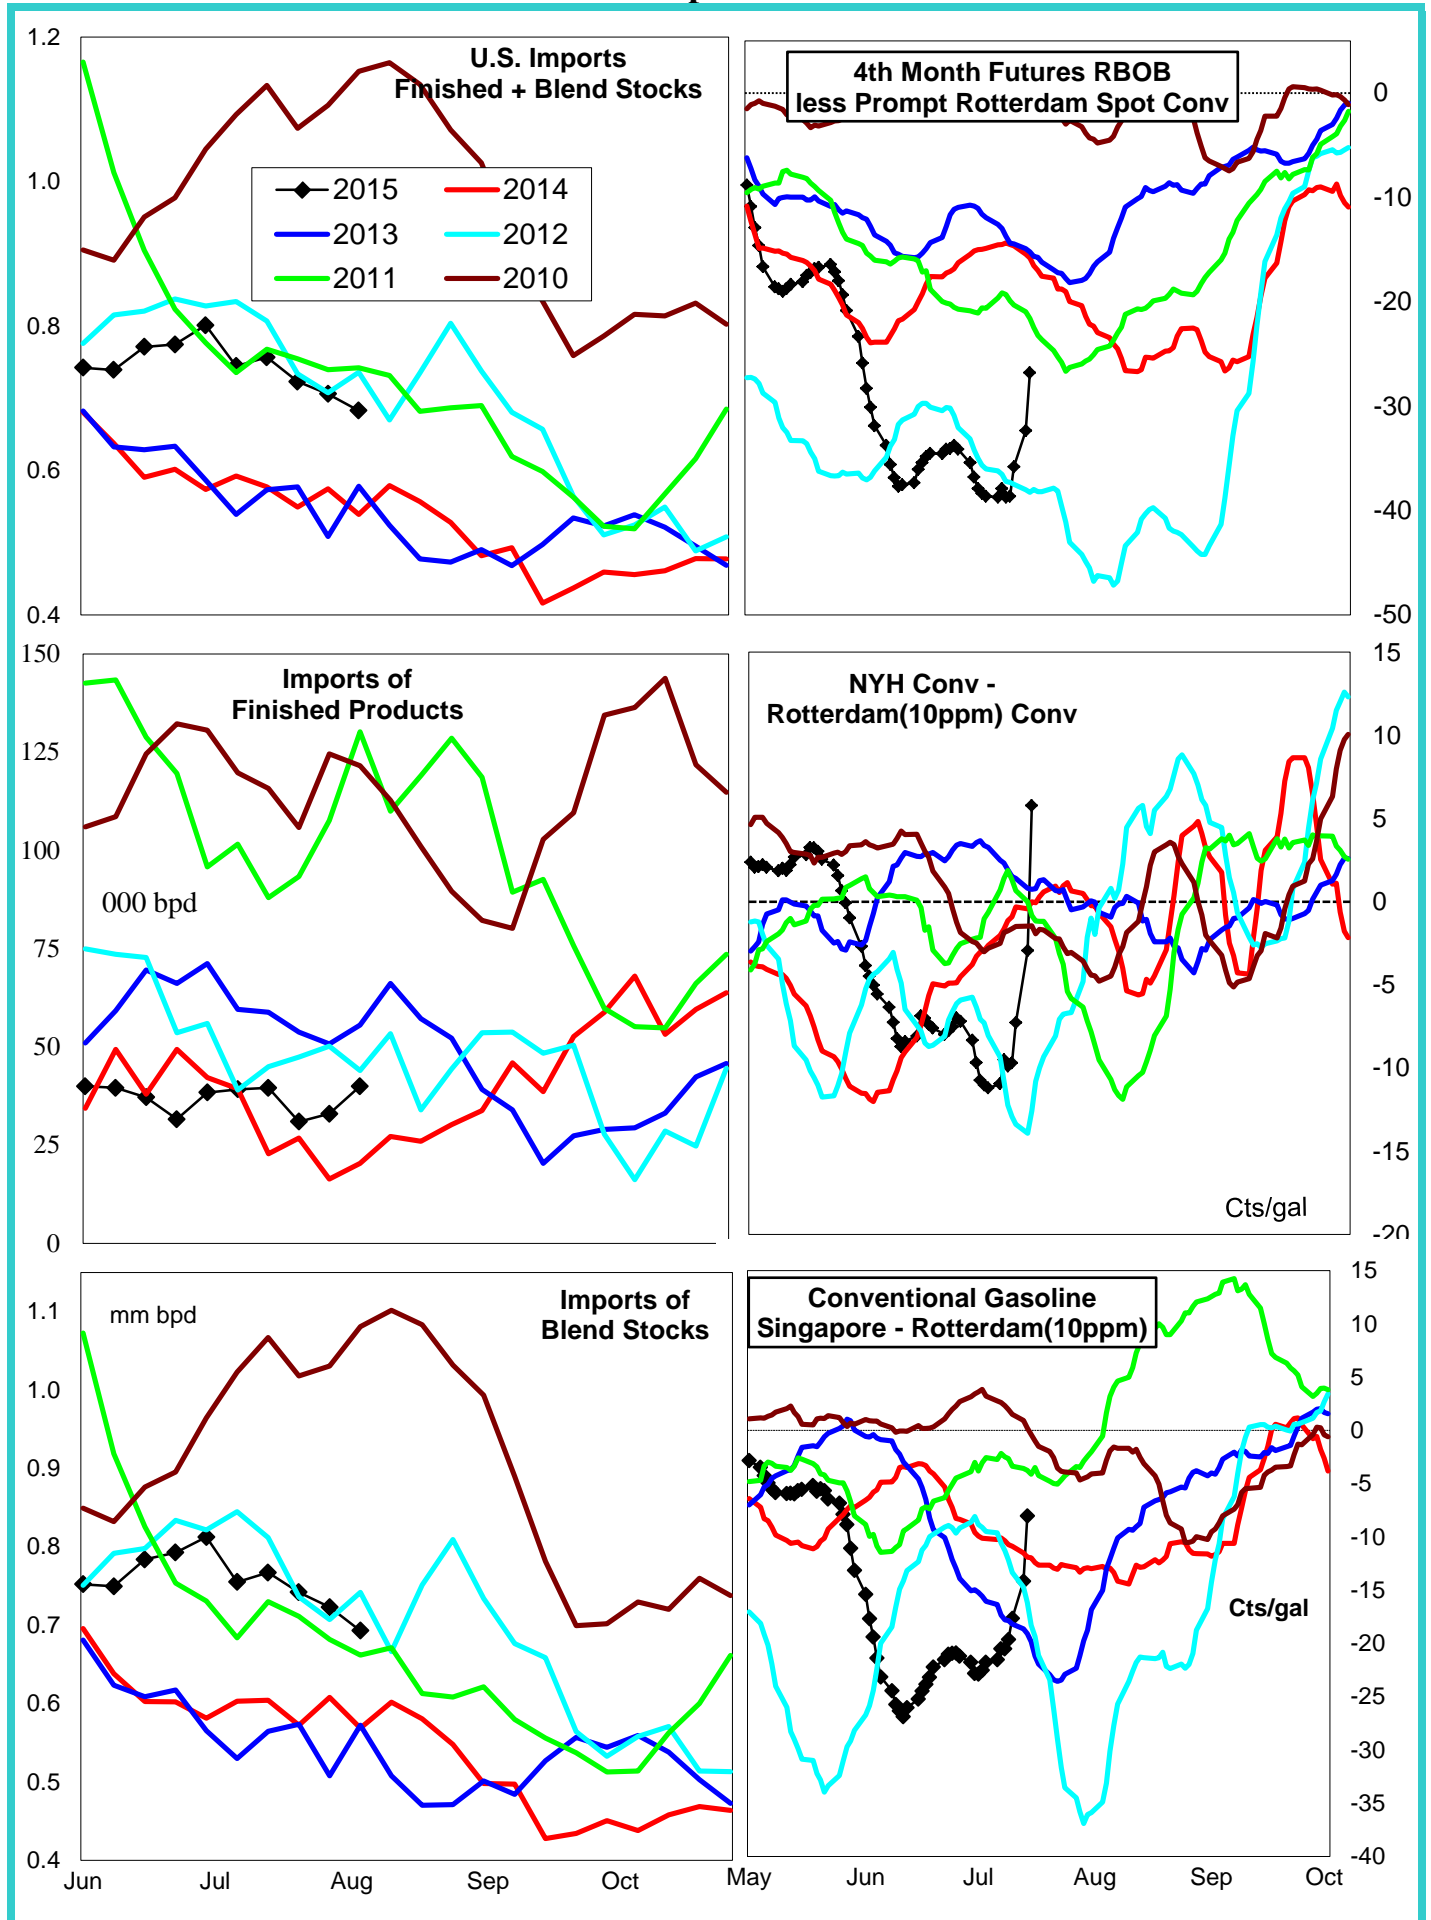 1.2
1.0
0.8
0.6
0.4
U.S. Imports
Finished + Blend Stocks
2015
2014
2013
2012
2011
2010
4th Month Futures RBOB
less Prompt Rotterdam Spot Conv
0
-10
-20
-30
-40
-50
150
125
100
75
50
25
0
Imports of
Finished Products
000 bpd
NYH Conv -
Rotterdam(10ppm) Conv
15
10
5
0
-5
-10
-15
-20
Cts/gal
1.1
1.0
0.9
0.8
0.7
0.6
0.5
0.4
mm bpd
Imports of
Blend Stocks
Jun
Jul
Aug
Sep
Oct
Conventional Gasoline
Singapore - Rotterdam(10ppm)
15
10
5
0
-5
-10
-15
-20
-25
-30
-35
-40
Cts/gal
May
Jun
Jul
Aug
Sep
Oct